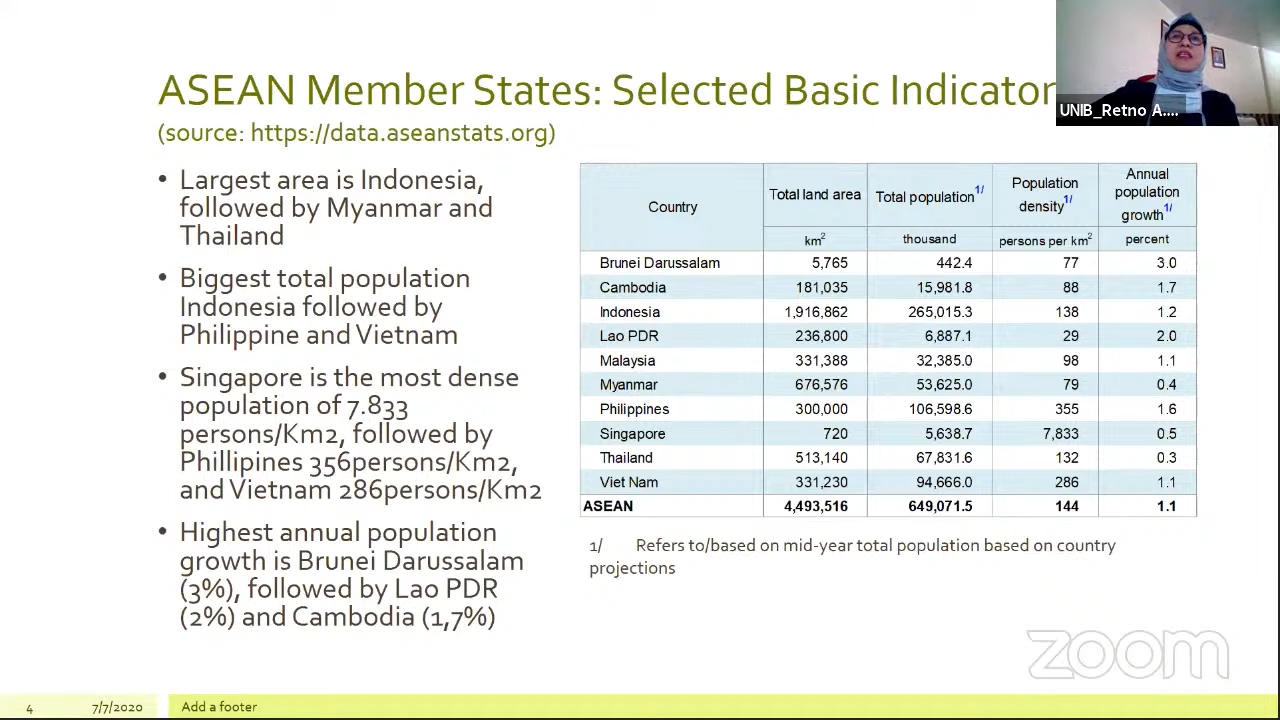 ASEAN Member States: Selected Basic Indicator
(source: https://data.aseanstats.org)
UNIB_Retno A....
• Largest area is Indonesia,
followed by Myanmar and
Thailand
• Biggest total population
Indonesia followed by
Philippine and Vietnam
• Singapore is the most dense
population of 7.833
persons/Km2, followed by
Phillipines 356persons/Km2,
and Vietnam 286persons/Km2
• Highest annual population
growth is Brunei Darussalam
(3%), followed by Lao PDR
(2%) and Cambodia (1,7%)
Country Total land area Total population 1/ Population density 1/ Annual population growth 1/
km2 thousand persons per km2 percent
Brunei Darussalam 5,765 442.4 77 3.0
Cambodia 181,035 15,981.8 88 1.7
Indonesia 1,916,862 265,015.3 138 1.2
Lao PDR 236,800 6,887.1 29 2.0
Malaysia 331,388 32,385.0 98 1.1
Myanmar 676,576 53,625.0 79 0.4
Philippines 300,000 106,598.6 355 1.6
Singapore 720 5,638.7 7,833 0.5
Thailand 513,140 67,831.6 132 0.3
Viet Nam 331,230 94,666.0 286 1.1
ASEAN 4,493,516 649,071.5 144 1.1
1/ Refers to/based on mid-year total population based on country
projections
zoom
4 7/7/2020 Add a footer